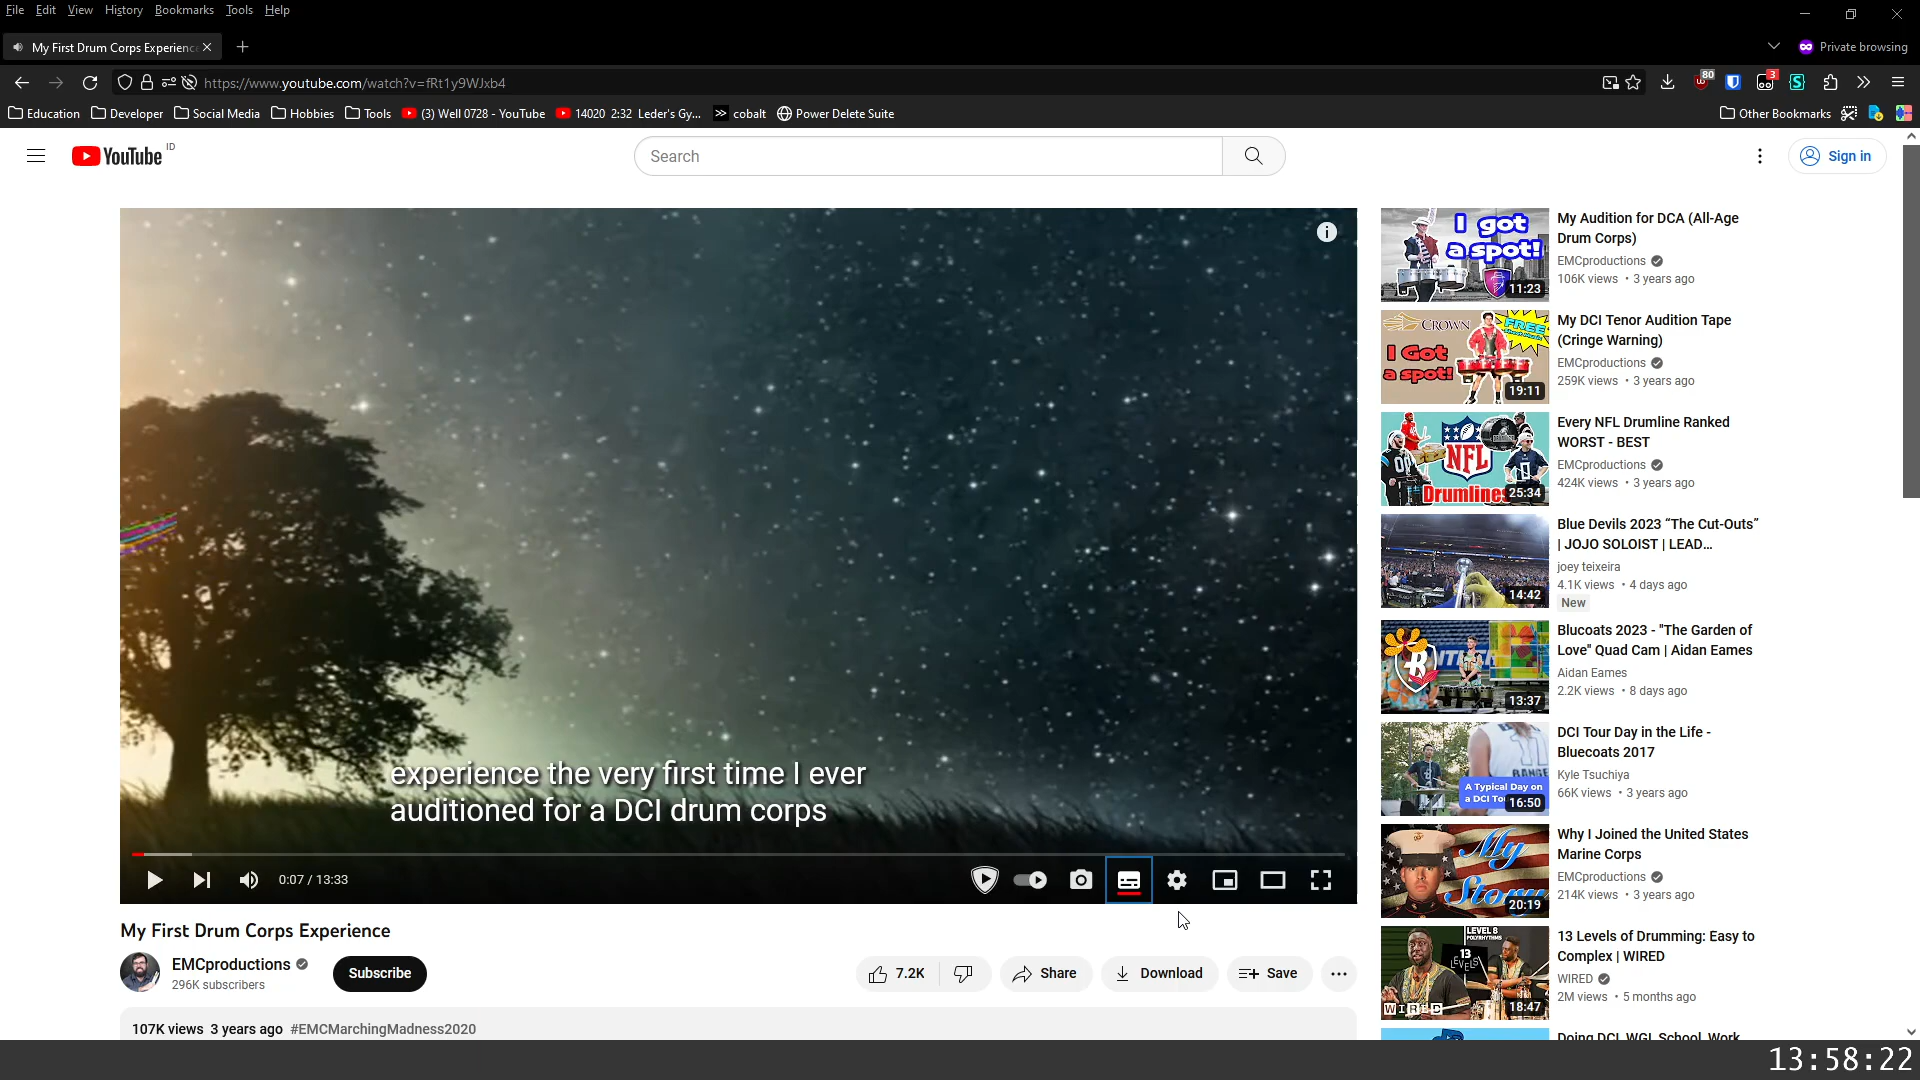 File Edit View History Bookmarks Tools Help
My First Drum Corps Experience
Private browsing
https://www.youtube.com/watch?v=fRt1y9WJxb4
80
3
Education Developer Social Media Hobbies Tools (3) Well 0728 - YouTube 14020 2:32 Leder's Gy... cobalt Power Delete Suite Other Bookmarks
YouTube ID
Search
Sign in
experience the very first time I ever
auditioned for a DCI drum corps
0:07 / 13:33
My First Drum Corps Experience
EMCproductions
296K subscribers
Subscribe
7.2K
Share
Download
Save
107K views 3 years ago #EMCMarchingMadness2020
I got
a spot!
11:23
My Audition for DCA (All-Age
Drum Corps)
EMCproductions
106K views • 3 years ago
CROWN
FREE
I Got
a spot!
19:11
My DCI Tenor Audition Tape
(Cringe Warning)
EMCproductions
259K views • 3 years ago
NFL
Drumlines
25:34
Every NFL Drumline Ranked
WORST - BEST
EMCproductions
424K views • 3 years ago
14:42
Blue Devils 2023 “The Cut-Outs”
| JOJO SOLOIST | LEAD...
joey teixeira
4.1K views • 4 days ago
New
B
13:37
Blucoats 2023 - "The Garden of
Love" Quad Cam | Aidan Eames
Aidan Eames
2.2K views • 8 days ago
A Typical Day on
a DCI To
16:50
DCI Tour Day in the Life -
Bluecoats 2017
Kyle Tsuchiya
66K views • 3 years ago
My
Story
20:19
Why I Joined the United States
Marine Corps
EMCproductions
214K views • 3 years ago
LEVEL 8
POLYRHYTHMS
13
LEVELS
WIRED
18:47
13 Levels of Drumming: Easy to
Complex | WIRED
WIRED
2M views • 5 months ago
Doing DCI, WGI, School, Work
13:58:22